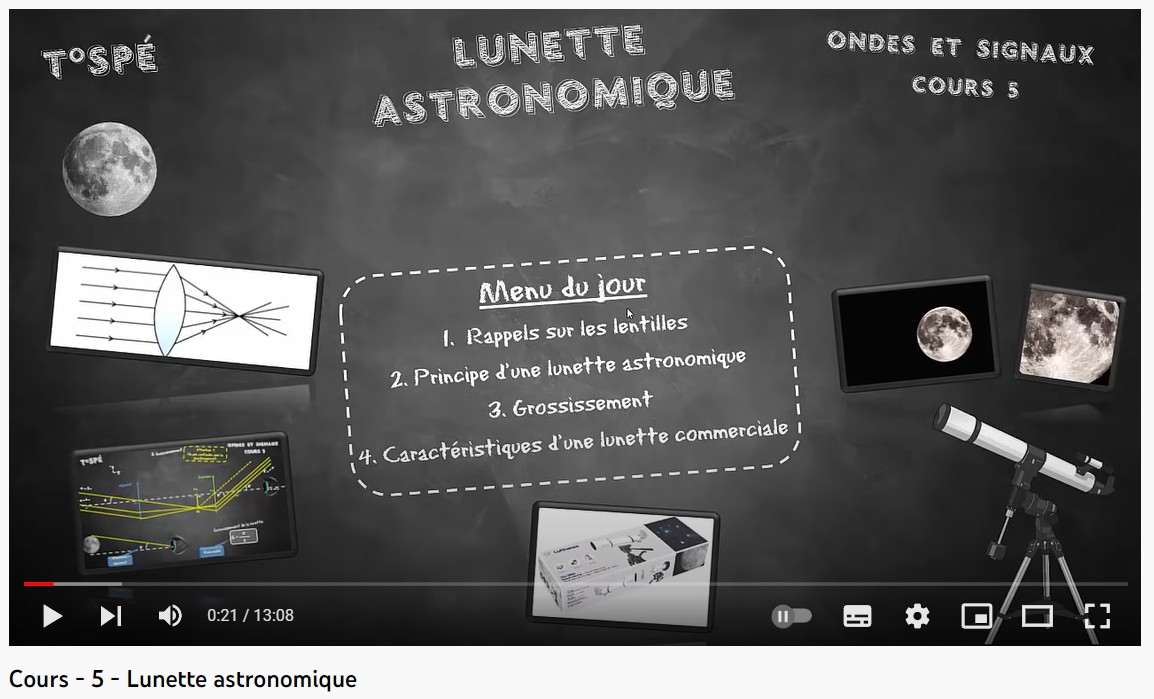 T°SPÉ
LUNETTE
ASTRONOMIQUE
ONDES ET SIGNAUX
COURS 5
Menu du jour
1. Rappels sur les lentilles
2. Principe d'une lunette astronomique
3. Grossissement
4. Caractéristiques d'une lunette commerciale
T°SPÉ
ONDES ET SIGNAUX
COURS 5
0:21 / 13:08
Cours - 5 - Lunette astronomique